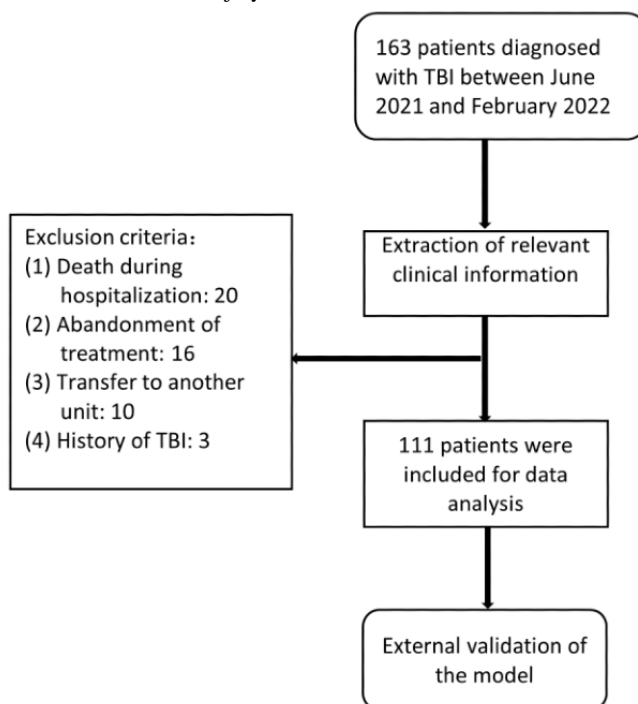 163 patients diagnosed
with TBI between June
2021 and February 2022
Extraction of relevant
clinical information
Exclusion criteria：
(1) Death during
hospitalization: 20
(2) Abandonment of
treatment: 16
(3) Transfer to another
unit: 10
(4) History of TBI: 3
111 patients were
included for data
analysis
External validation of
the model